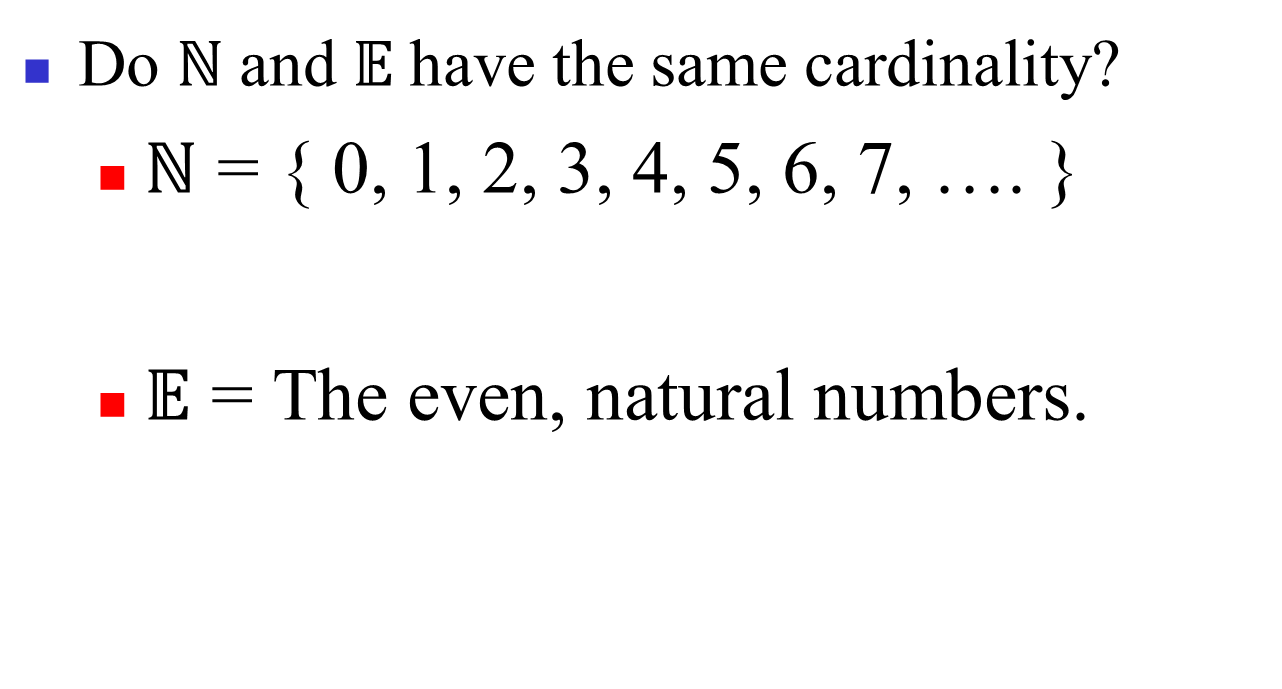 Do ℕ and 𝔼 have the same cardinality?
ℕ = { 0, 1, 2, 3, 4, 5, 6, 7, …. }
𝔼 = The even, natural numbers.